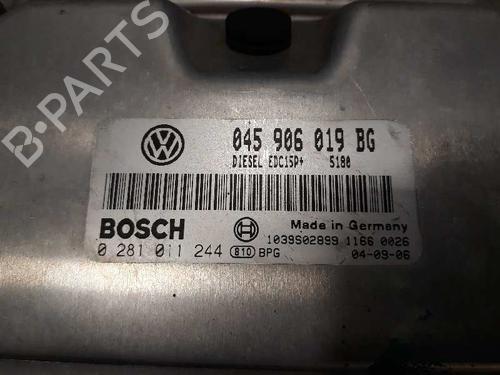 045 906 019 BG
DIESEL EDC15P+ 5180
BOSCH
Made in Germany
0 281 011 244 810 BPG
1039S02899 1166 0026
04-09-06
B-PARTS